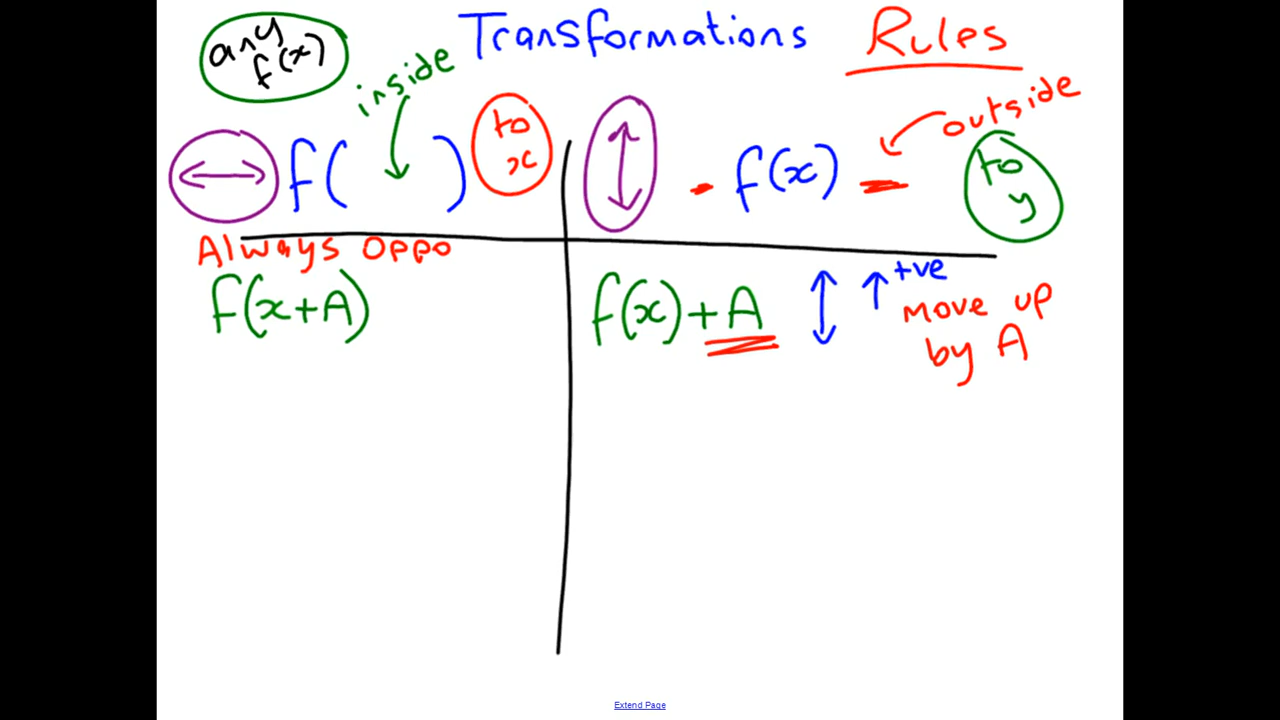 Transformations Rules
any
f(x)
inside
f( )
to
x
f(x)
outside
to
y
Always Oppo
f(x+A)
f(x)+A
+ve
move up
by A
Extend Page